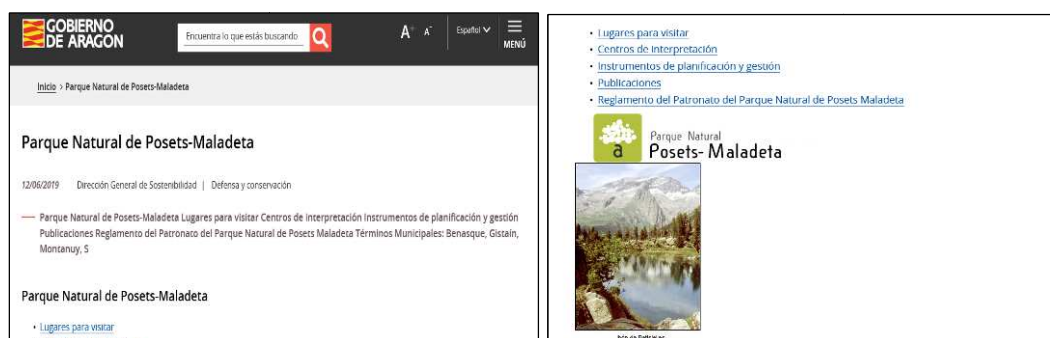 GOBIERNO
DE ARAGON
Encuentra lo que estás buscando
A+ A-
Español
MENÚ
Inicio > Parque Natural de Posets-Maladeta
Parque Natural de Posets-Maladeta
12/06/2019 Dirección General de Sostenibilidad | Defensa y conservación
Parque Natural de Posets-Maladeta Lugares para visitar Centros de Interpretación Instrumentos de planificación y gestión
Publicaciones Reglamento del Patronato del Parque Natural de Posets Maladeta Términos Municipales: Benasque, Gistaín,
Montanuy, S
Parque Natural de Posets-Maladeta
• Lugares para visitar
• Lugares para visitar
• Centros de Interpretación
• Instrumentos de planificación y gestión
• Publicaciones
• Reglamento del Patronato del Parque Natural de Posets Maladeta
a
Parque Natural
Posets-Maladeta